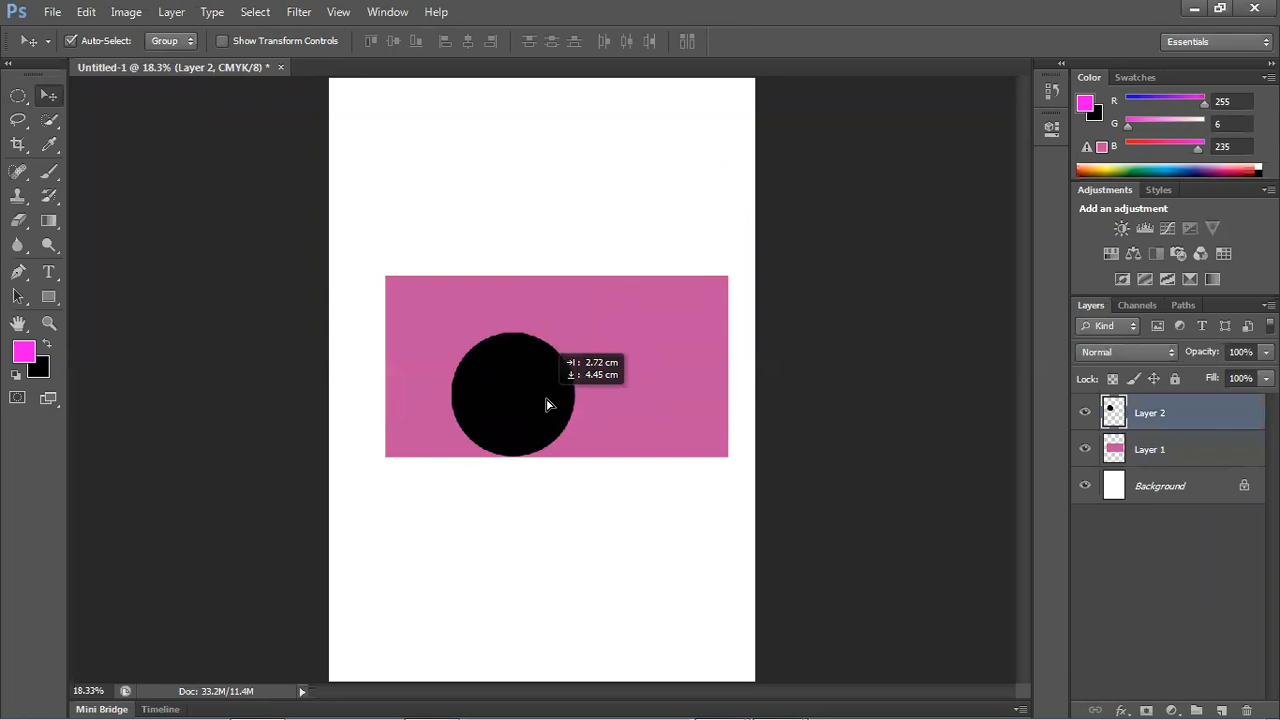 Ps File Edit Image Layer Type Select Filter View Window Help
Auto-Select: Group Show Transform Controls Essentials
Untitled-1 @ 18.3% (Layer 2, CMYK/8) * ×
Color Swatches
R 255
G 6
B 235
Adjustments Styles
Add an adjustment
Layers Channels Paths
Kind
Normal Opacity: 100%
Lock: Fill: 100%
Layer 2
Layer 1
Background
: 2.72 cm
: 4.45 cm
18.33% Doc: 33.2M/11.4M
Mini Bridge Timeline